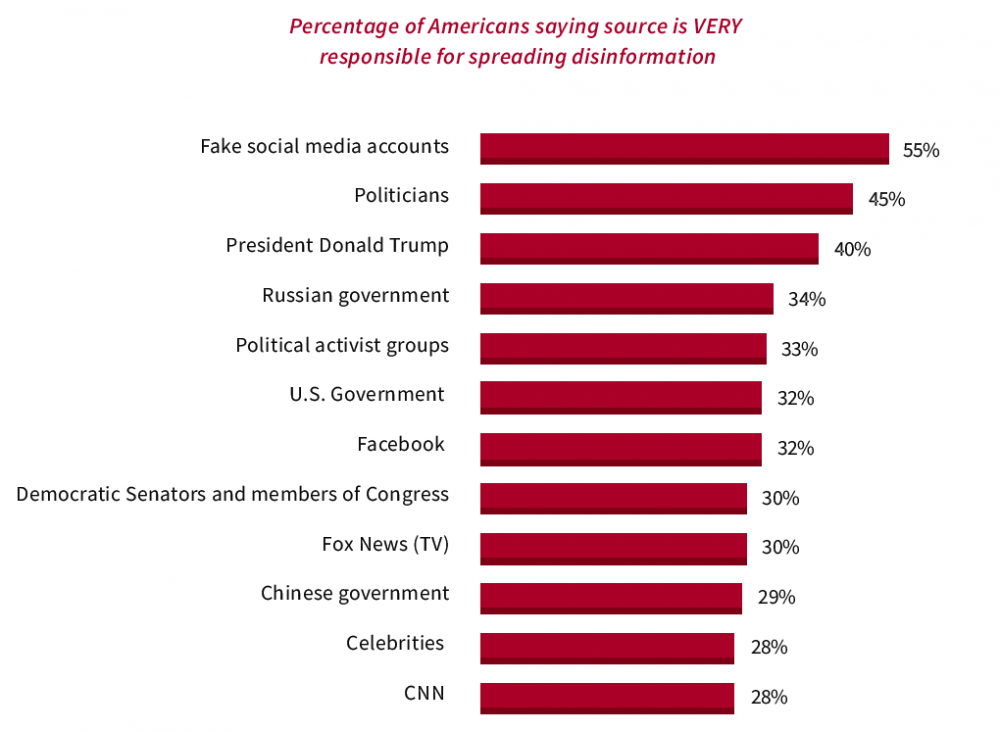 Percentage of Americans saying source is VERY
responsible for spreading disinformation
Fake social media accounts 55%
Politicians 45%
President Donald Trump 40%
Russian government 34%
Political activist groups 33%
U.S. Government 32%
Facebook 32%
Democratic Senators and members of Congress 30%
Fox News (TV) 30%
Chinese government 29%
Celebrities 28%
CNN 28%